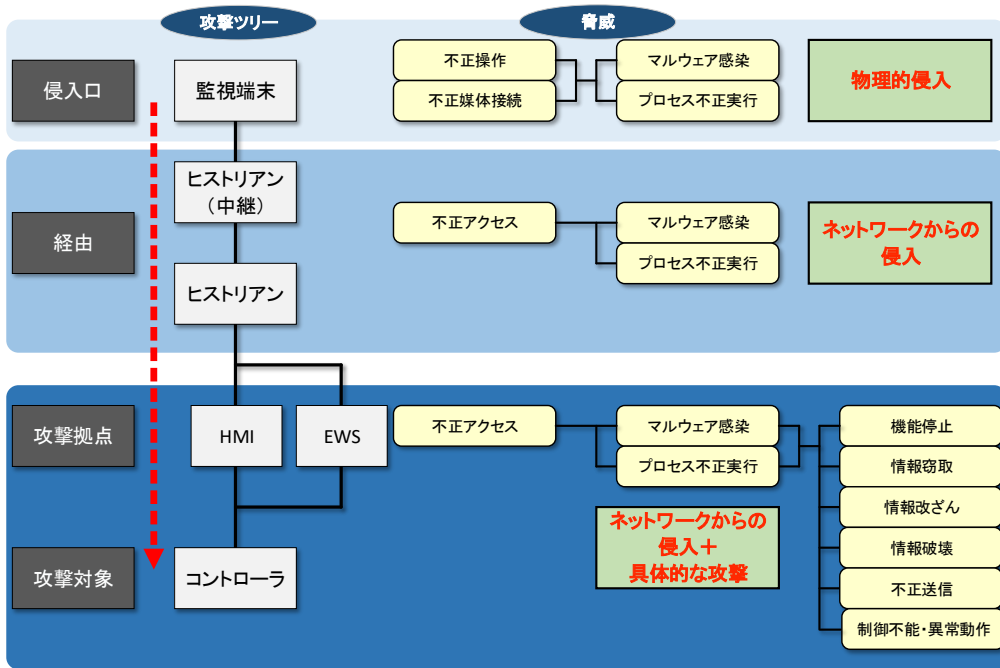 攻撃ツリー
脅威
侵入口
監視端末
不正操作
不正媒体接続
マルウェア感染
プロセス不正実行
物理的侵入
経由
ヒストリアン
（中継）
ヒストリアン
不正アクセス
マルウェア感染
プロセス不正実行
ネットワークからの
侵入
攻撃拠点
HMI
EWS
不正アクセス
マルウェア感染
プロセス不正実行
機能停止
情報窃取
情報改ざん
情報破壊
不正送信
制御不能・異常動作
ネットワークからの
侵入＋
具体的な攻撃
攻撃対象
コントローラ